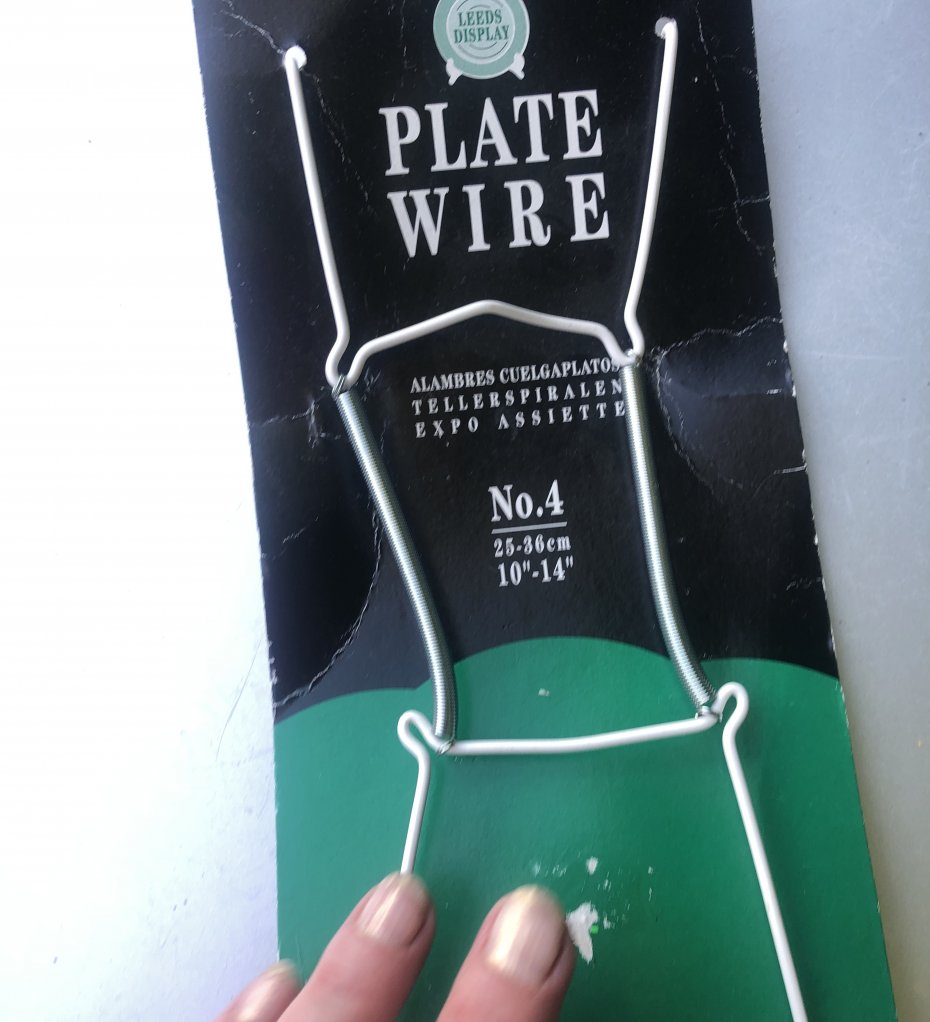 LEEDS
DISPLAY
PLATE
WIRE
ALAMBRES CUELGAPLATOS
TELLERSPIRALEN
EXPO ASSIETTE
No.4
25-36cm
10"-14"